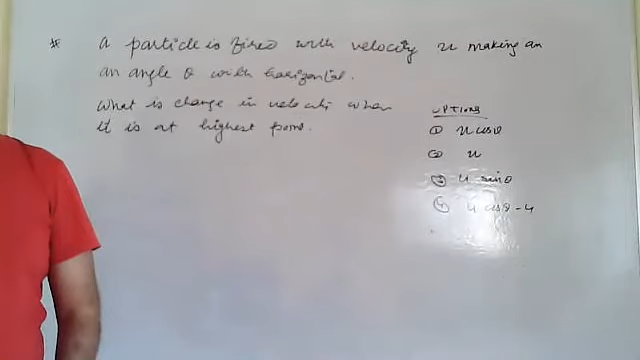 * a particle is fired with velocity u making an
an angle θ with horizontal.
what is change in velocity when
it is at highest point.
OPTIONS
① u cosθ
② u
③ u sinθ
④ u cosθ - u